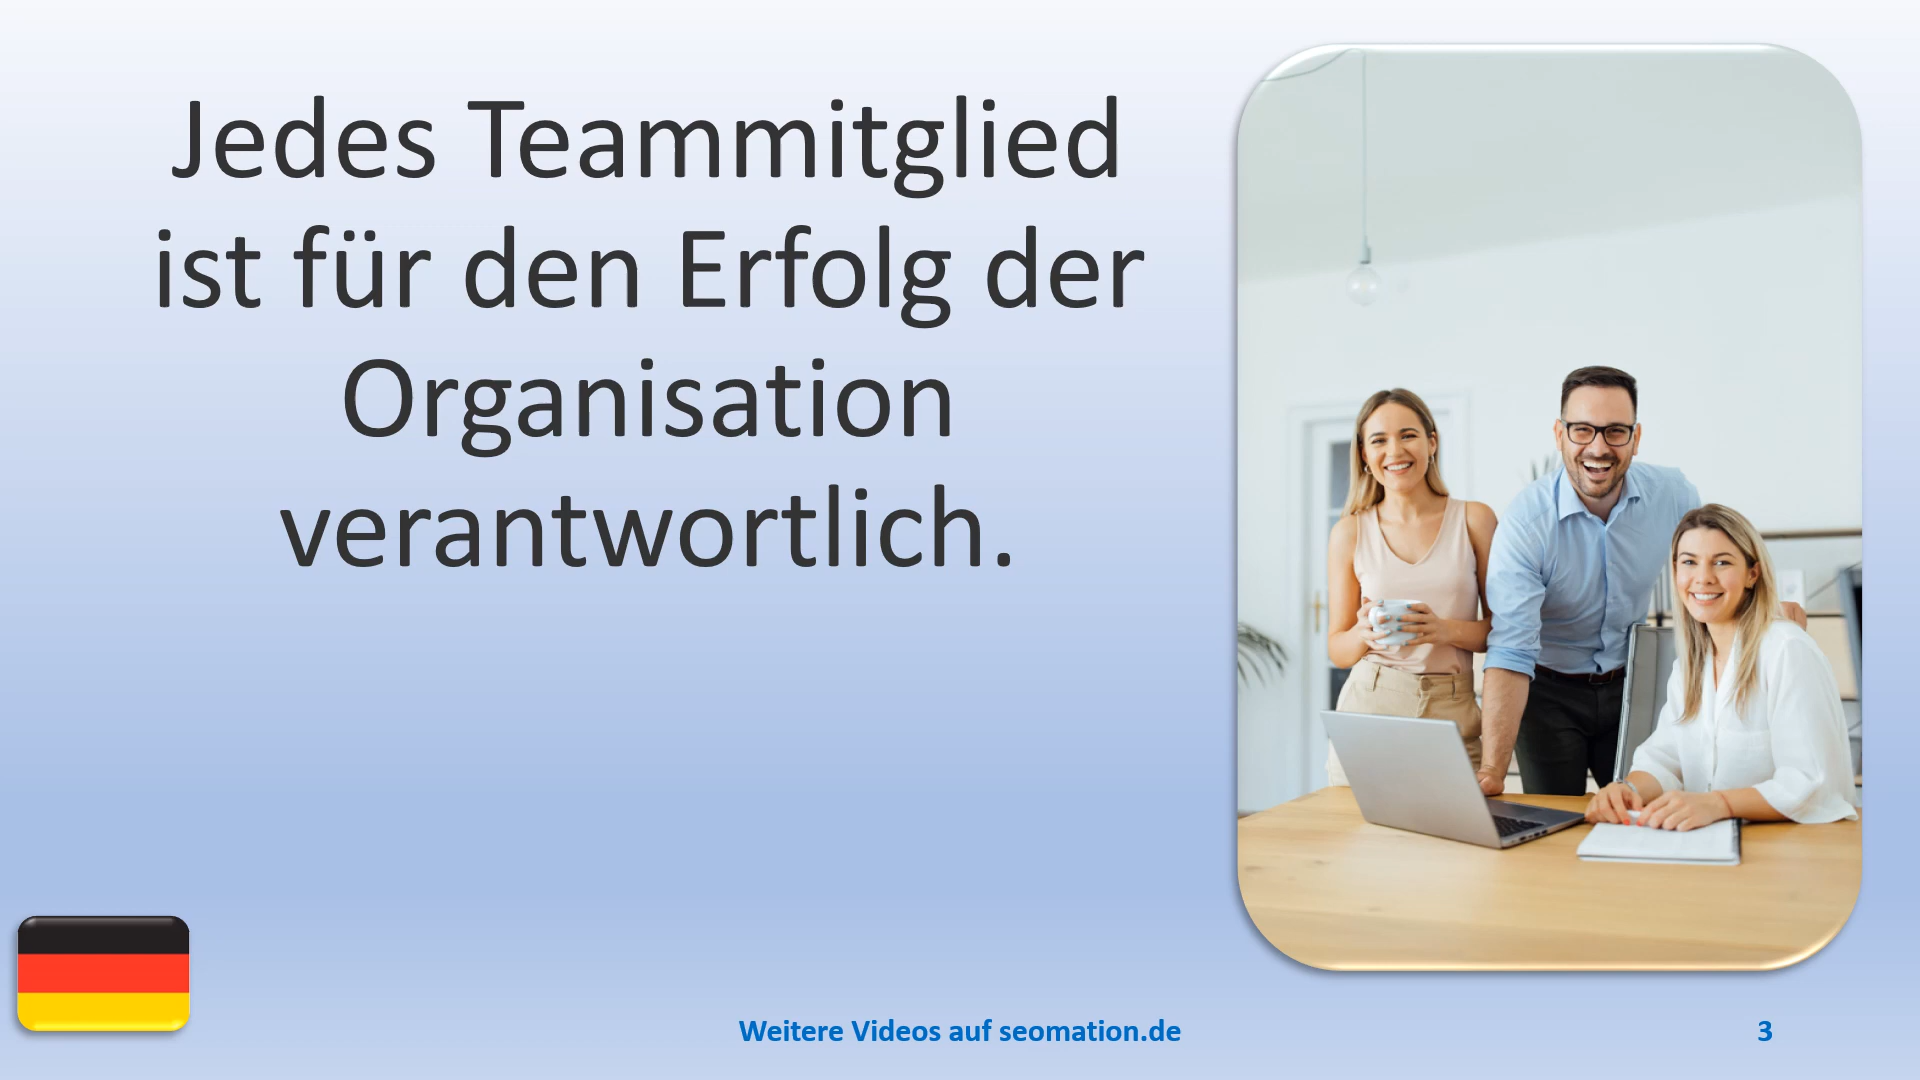 Jedes Teammitglied
ist für den Erfolg der
Organisation
verantwortlich.
Weitere Videos auf seomation.de
3